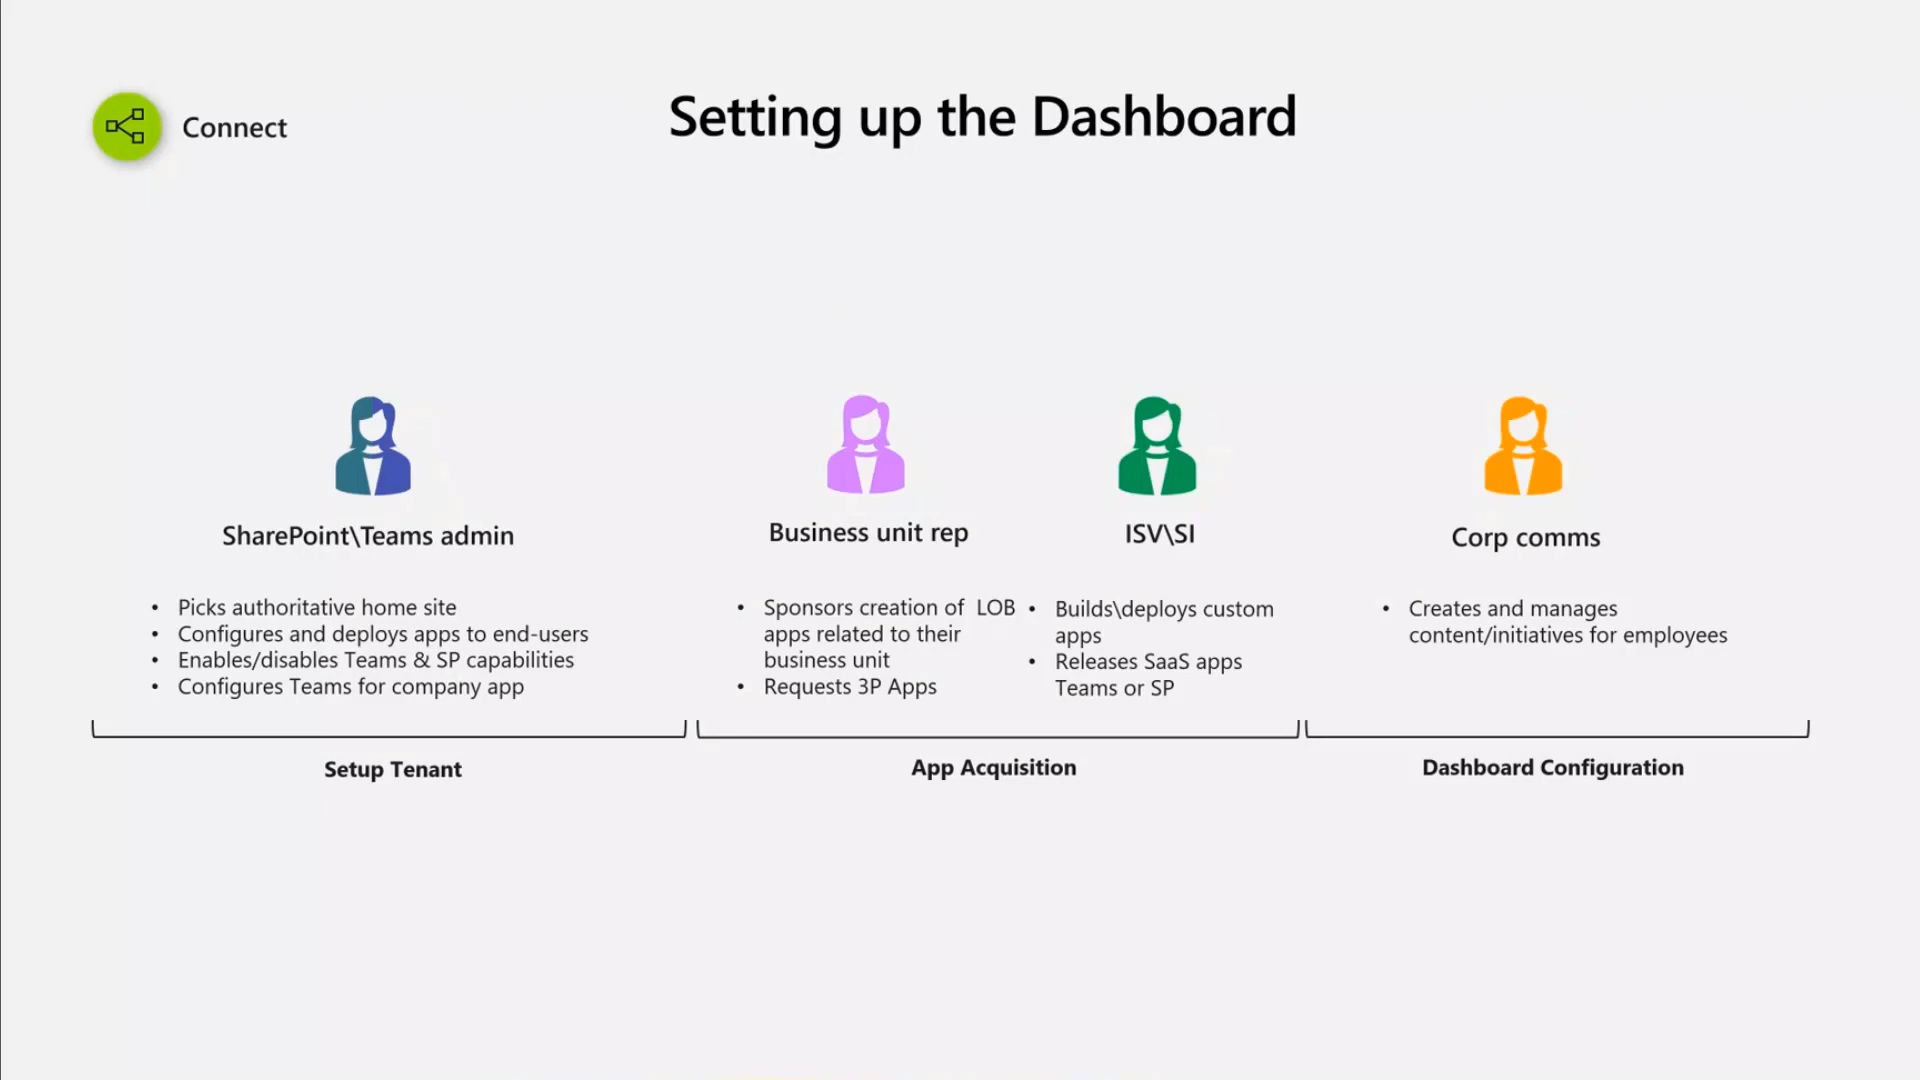 Connect
Setting up the Dashboard
SharePoint\Teams admin
• Picks authoritative home site
• Configures and deploys apps to end-users
• Enables/disables Teams & SP capabilities
• Configures Teams for company app
Setup Tenant
Business unit rep
• Sponsors creation of  LOB
apps related to their
business unit
• Requests 3P Apps
ISV\SI
• Builds\deploys custom
apps
• Releases SaaS apps
Teams or SP
App Acquisition
Corp comms
• Creates and manages
content/initiatives for employees
Dashboard Configuration